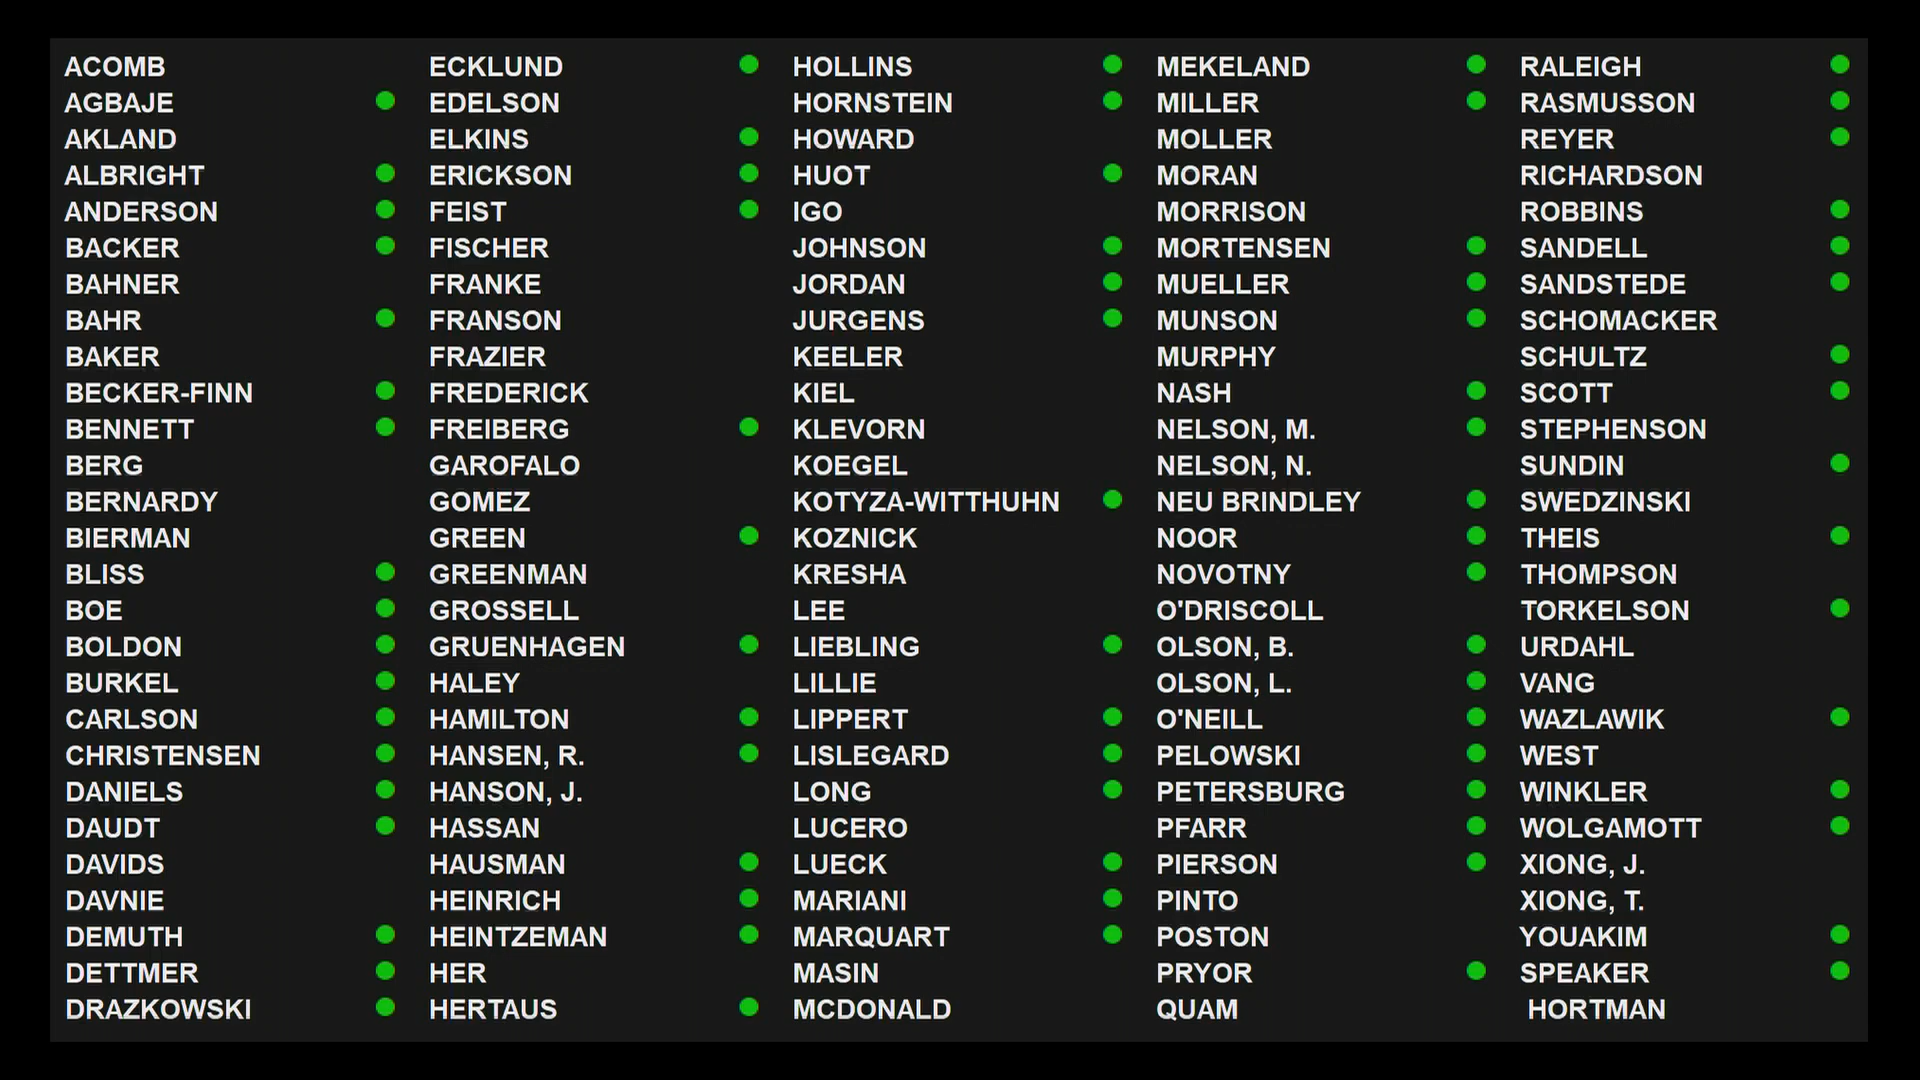 ACOMB
AGBAJE
AKLAND
ALBRIGHT
ANDERSON
BACKER
BAHNER
BAHR
BAKER
BECKER-FINN
BENNETT
BERG
BERNARDY
BIERMAN
BLISS
BOE
BOLDON
BURKEL
CARLSON
CHRISTENSEN
DANIELS
DAUDT
DAVIDS
DAVNIE
DEMUTH
DETTMER
DRAZKOWSKI
ECKLUND
EDELSON
ELKINS
ERICKSON
FEIST
FISCHER
FRANKE
FRANSON
FRAZIER
FREDERICK
FREIBERG
GAROFALO
GOMEZ
GREEN
GREENMAN
GROSSELL
GRUENHAGEN
HALEY
HAMILTON
HANSEN, R.
HANSON, J.
HASSAN
HAUSMAN
HEINRICH
HEINTZEMAN
HER
HERTAUS
HOLLINS
HORNSTEIN
HOWARD
HUOT
IGO
JOHNSON
JORDAN
JURGENS
KEELER
KIEL
KLEVORN
KOEGEL
KOTYZA-WITTHUHN
KOZNICK
KRESHA
LEE
LIEBLING
LILLIE
LIPPERT
LISLEGARD
LONG
LUCERO
LUECK
MARIANI
MARQUART
MASIN
MCDONALD
MEKELAND
MILLER
MOLLER
MORAN
MORRISON
MORTENSEN
MUELLER
MUNSON
MURPHY
NASH
NELSON, M.
NELSON, N.
NEU BRINDLEY
NOOR
NOVOTNY
O'DRISCOLL
OLSON, B.
OLSON, L.
O'NEILL
PELOWSKI
PETERSBURG
PFARR
PIERSON
PINTO
POSTON
PRYOR
QUAM
RALEIGH
RASMUSSON
REYER
RICHARDSON
ROBBINS
SANDELL
SANDSTEDE
SCHOMACKER
SCHULTZ
SCOTT
STEPHENSON
SUNDIN
SWEDZINSKI
THEIS
THOMPSON
TORKELSON
URDAHL
VANG
WAZLAWIK
WEST
WINKLER
WOLGAMOTT
XIONG, J.
XIONG, T.
YOUAKIM
SPEAKER
HORTMAN